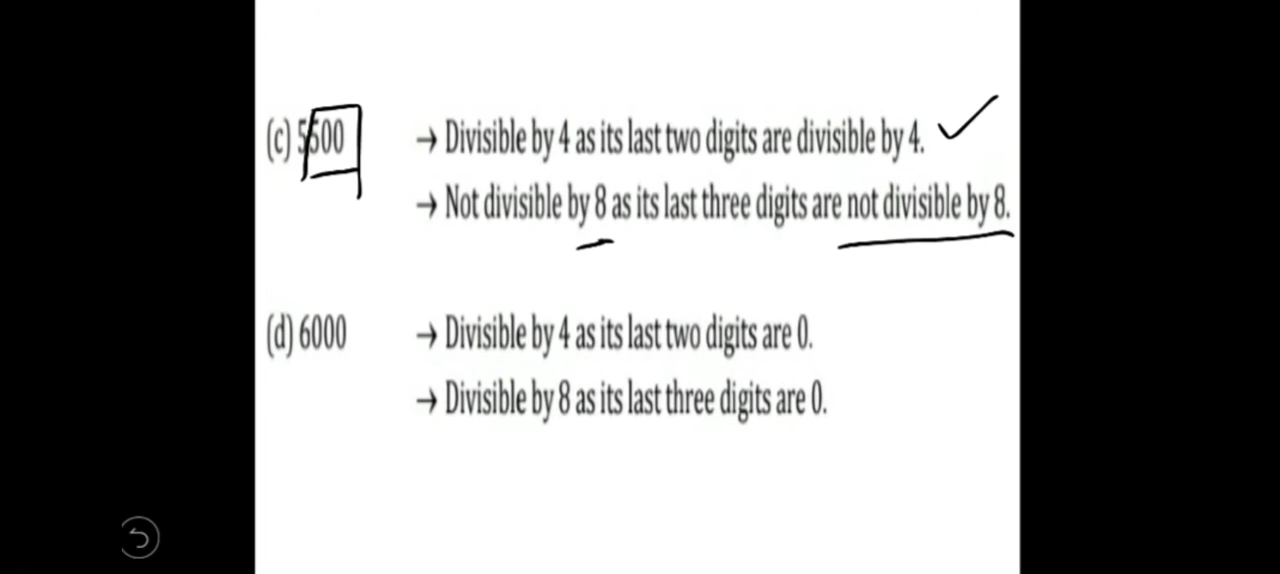 (c) 5500 → Divisible by 4 as its last two digits are divisible by 4.
→ Not divisible by 8 as its last three digits are not divisible by 8.
(d) 6000 → Divisible by 4 as its last two digits are 0.
→ Divisible by 8 as its last three digits are 0.